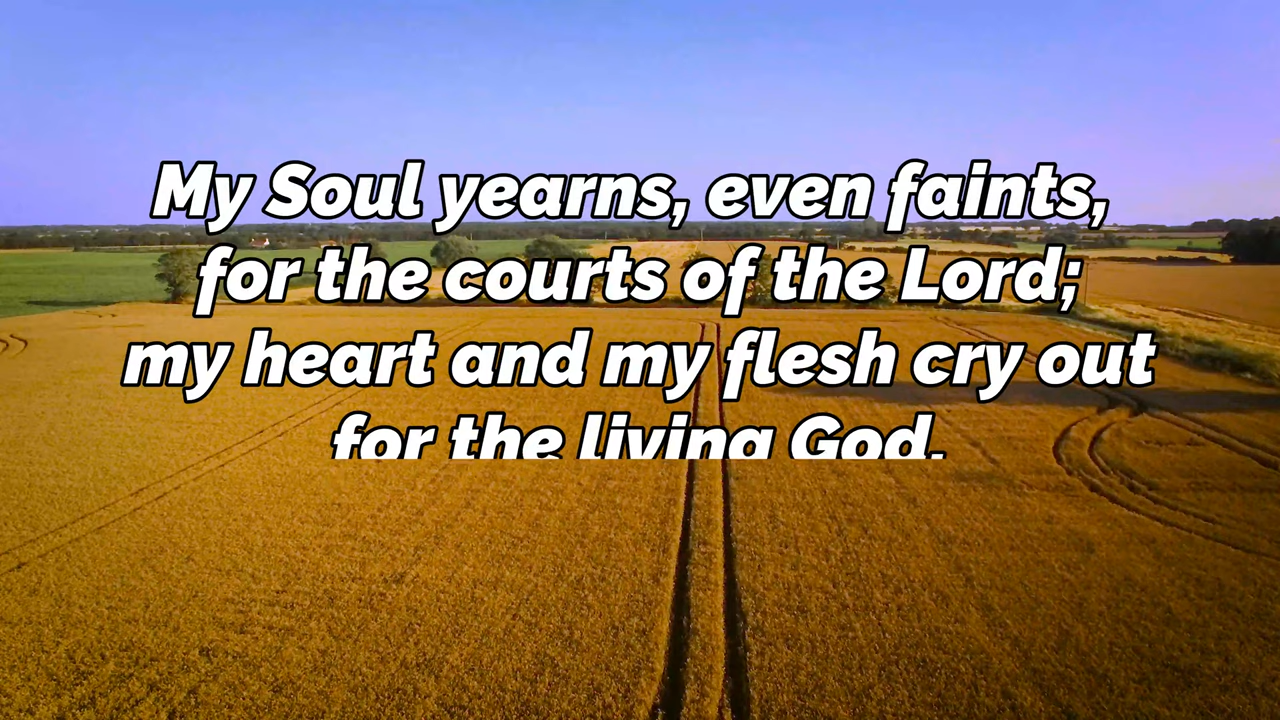 My Soul yearns, even faints,
for the courts of the Lord;
my heart and my flesh cry out
for the living God.